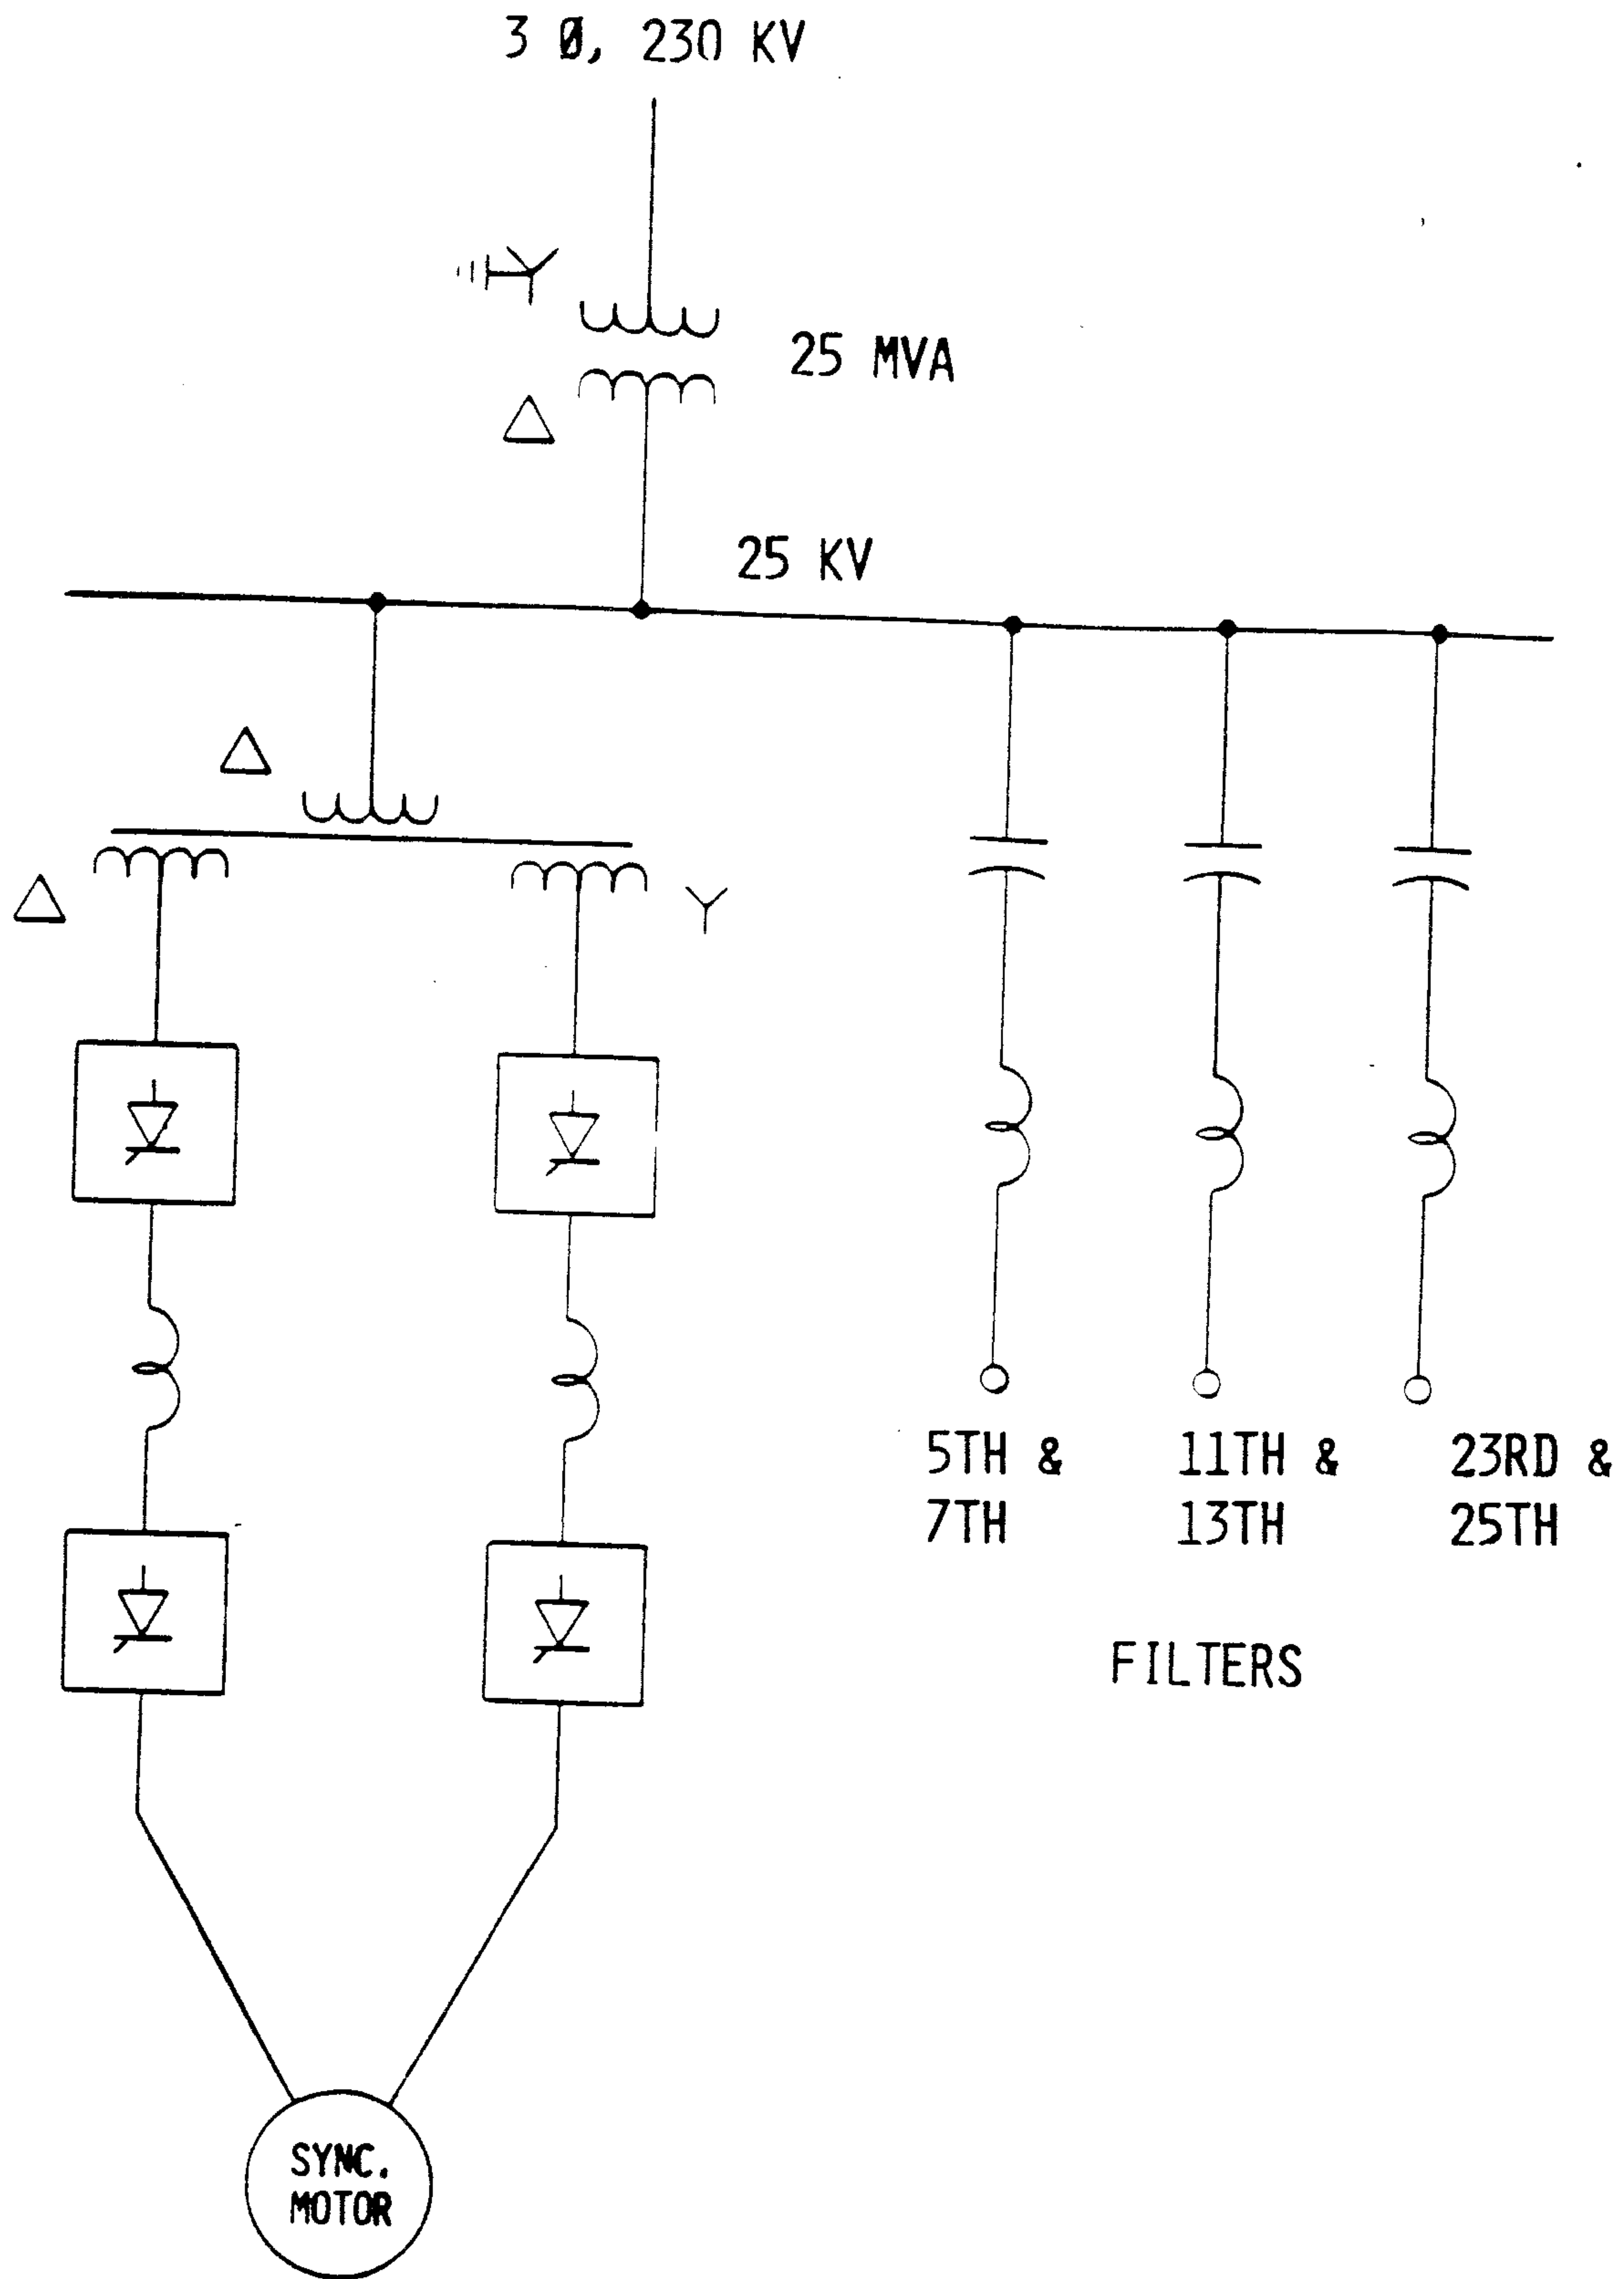 3 Ø, 230 KV
25 MVA
25 KV
5TH &
7TH
11TH &
13TH
23RD &
25TH
FILTERS
SYNC.
MOTOR